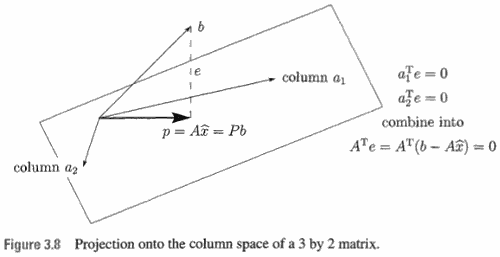 b
e
column a₁
a₁ᵀe = 0
a₂ᵀe = 0
combine into
p = Ax̂ = Pb
Aᵀe = Aᵀ(b − Ax̂) = 0
column a₂
Figure 3.8 Projection onto the column space of a 3 by 2 matrix.